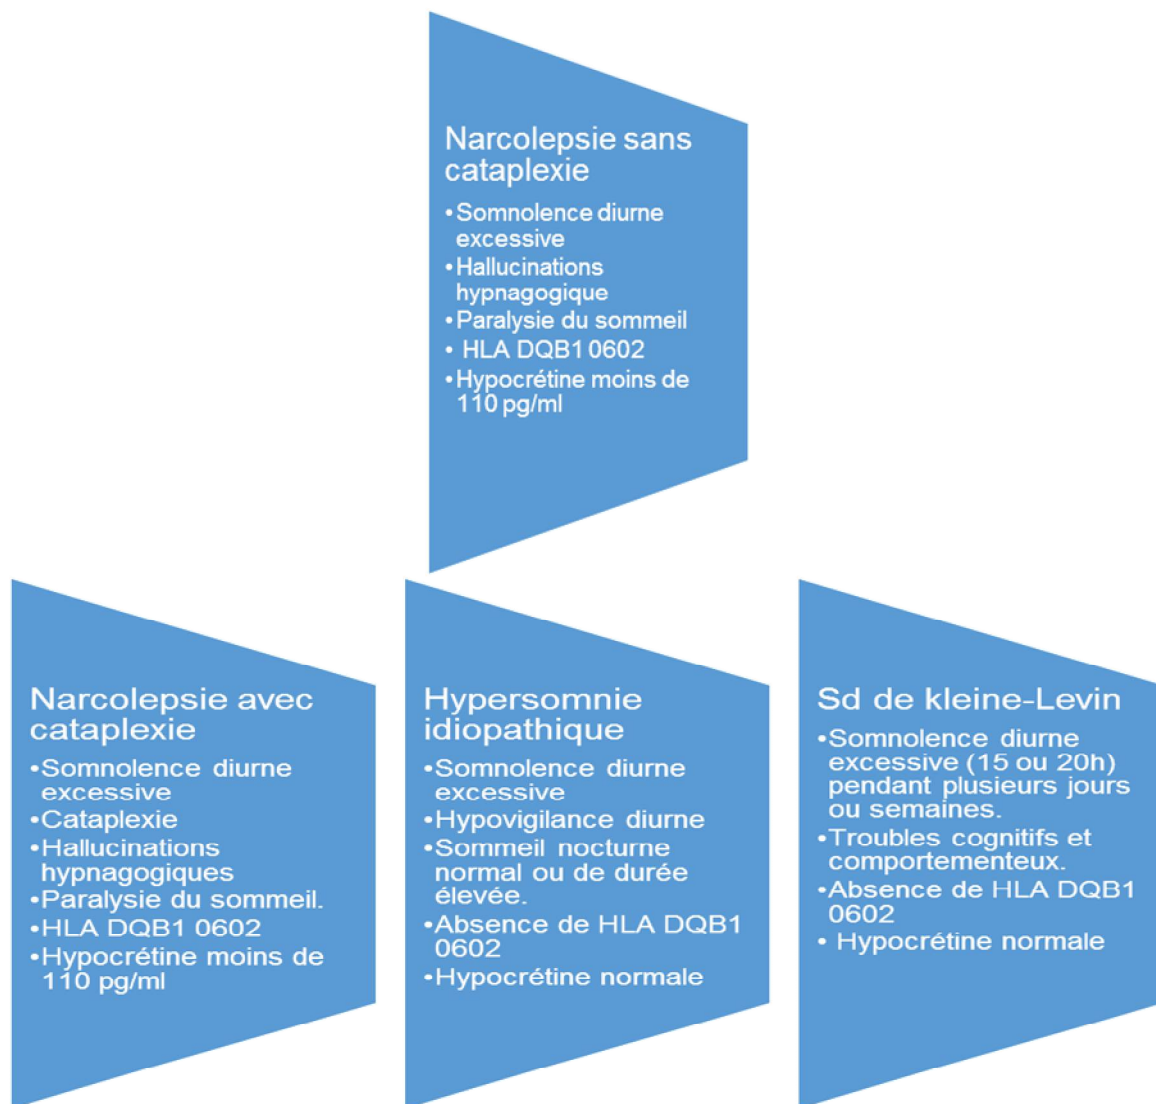 Narcolepsie sans
cataplexie
•Somnolence diurne
excessive
•Hallucinations
hypnagogique
•Paralysie du sommeil
• HLA DQB1 0602
•Hypocrétine moins de
110 pg/ml
Narcolepsie avec
cataplexie
•Somnolence diurne
excessive
•Cataplexie
•Hallucinations
hypnagogiques
•Paralysie du sommeil.
•HLA DQB1 0602
•Hypocrétine moins de
110 pg/ml
Hypersomnie
idiopathique
•Somnolence diurne
excessive
•Hypovigilance diurne
•Sommeil nocturne
normal ou de durée
élevée.
•Absence de HLA DQB1
0602
•Hypocrétine normale
Sd de kleine-Levin
•Somnolence diurne
excessive (15 ou 20h)
pendant plusieurs jours
ou semaines.
•Troubles cognitifs et
comportementeux.
•Absence de HLA DQB1
0602
• Hypocrétine normale